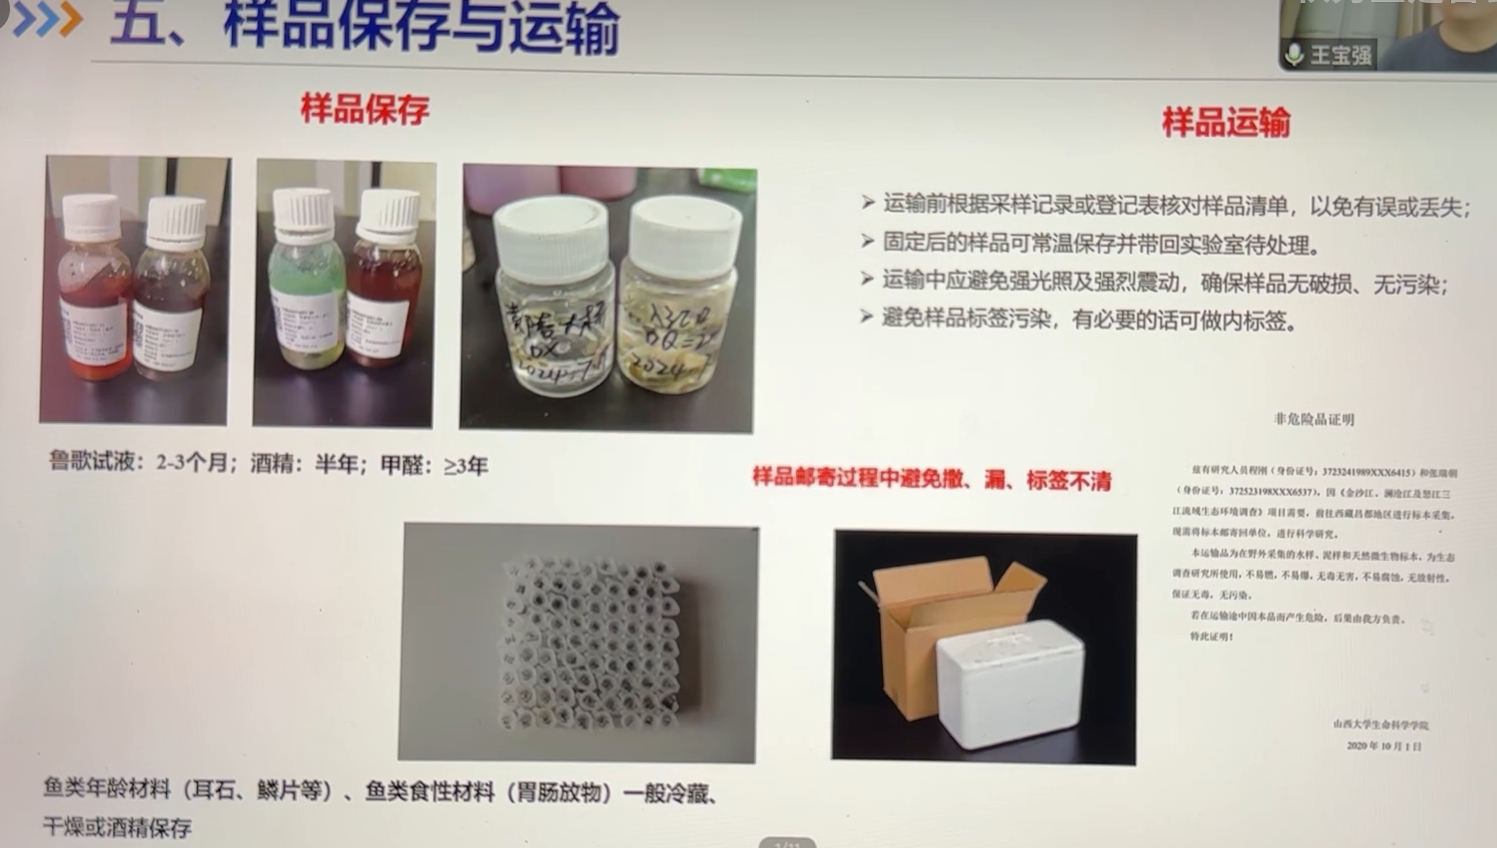 五、样品保存与运输
王宝强
样品保存
样品运输
➢ 运输前根据采样记录或登记表核对样品清单，以免有误或丢失；
➢ 固定后的样品可常温保存并带回实验室待处理。
➢ 运输中应避免强光照及强烈震动，确保样品无破损、无污染；
➢ 避免样品标签污染，有必要的话可做内标签。
2024.7
2024.7
鲁歌试液：2-3个月；酒精：半年；甲醛：≥3年
样品邮寄过程中避免撒、漏、标签不清
非危险品证明
兹有研究人员程刚（身份证号：3723241989XXX6415）和张瑞朝
（身份证号：372523198XXX6537），因《金沙江、澜沧江及怒江三
江流域生态环境调查》项目需要，前往西藏昌都地区进行标本采集，
现需将标本邮寄回单位，进行科学研究。
本运输品为在野外采集的水样、泥样和天然微生物标本，为生态
调查研究所使用，不易燃，不易爆，无毒无害，不易腐蚀，无放射性，
保证无毒，无污染。
若在运输途中因本品而产生危险，后果由我方负责。
特此证明！
山西大学生命科学学院
2020 年 10 月 1 日
鱼类年龄材料（耳石、鳞片等）、鱼类食性材料（胃肠放物）一般冷藏、
干燥或酒精保存